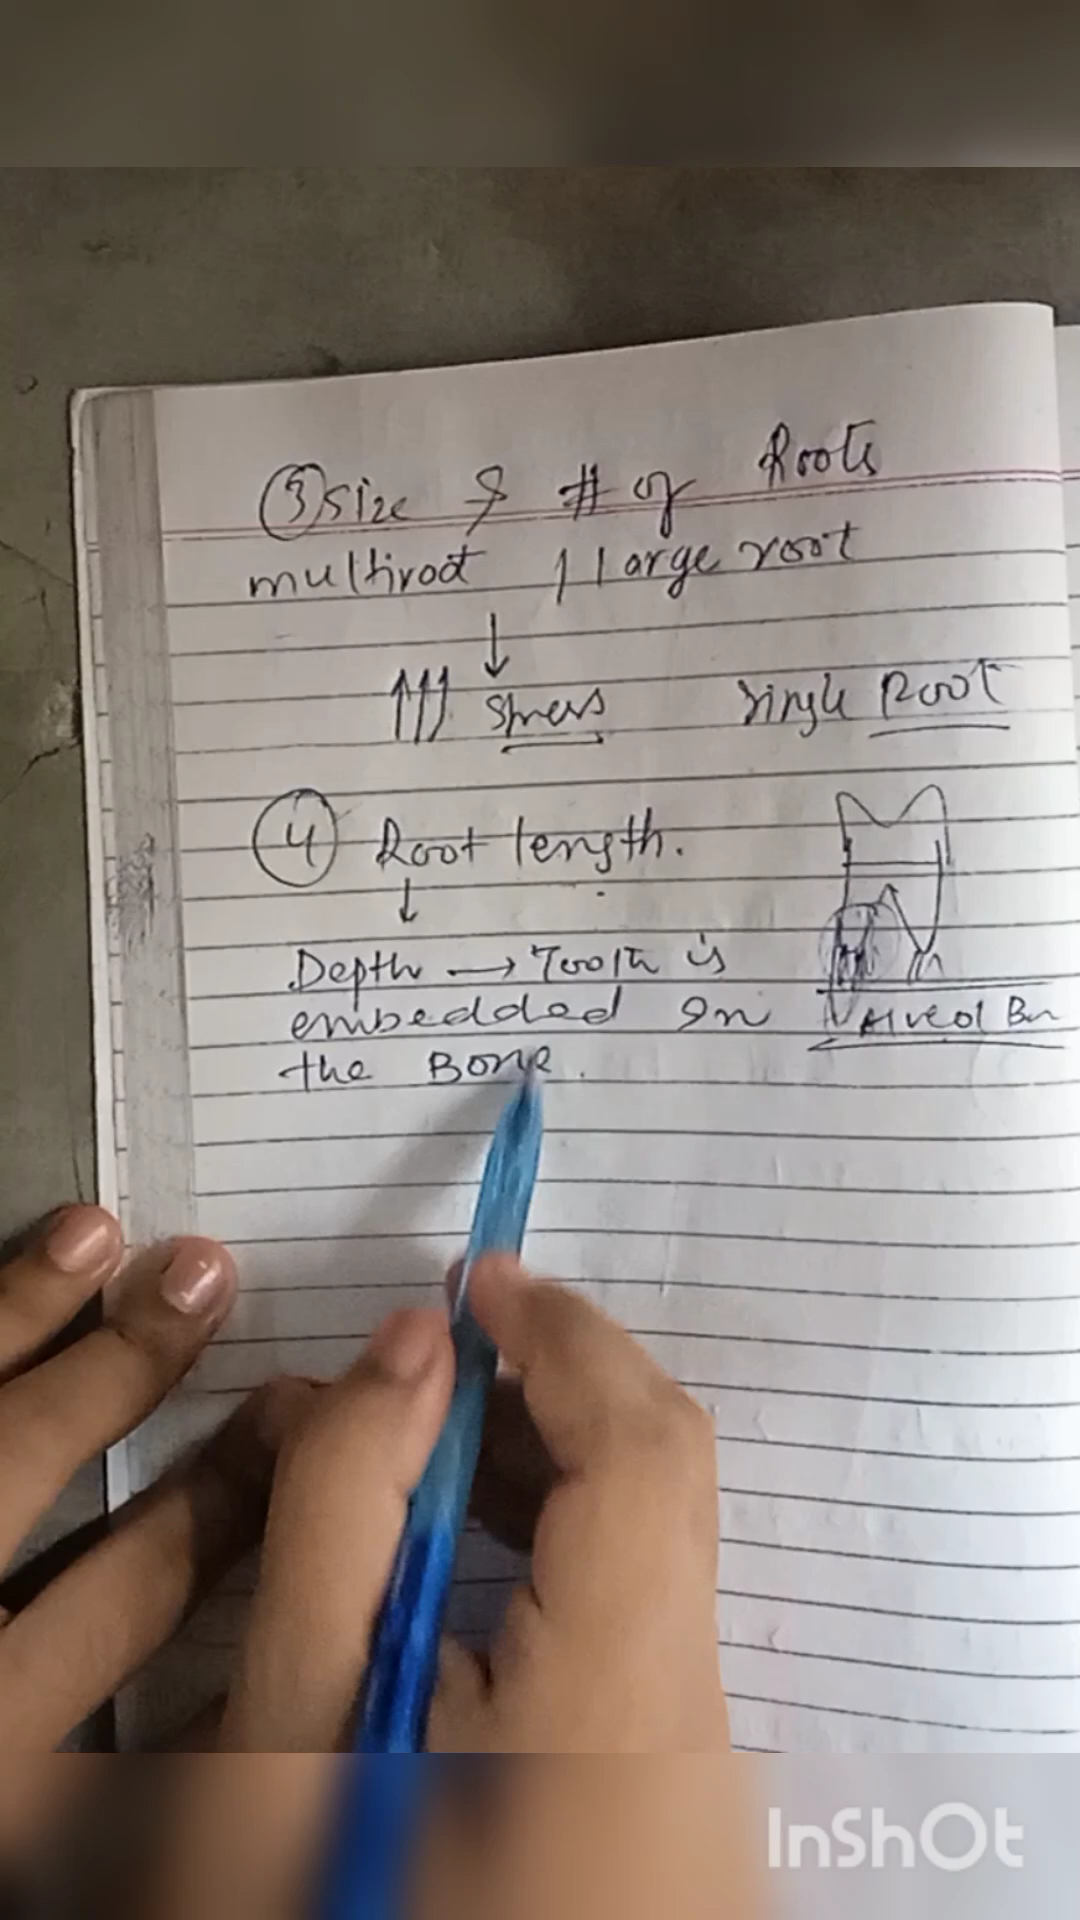 ③ size & # of Roots
multiroot / large root
↓
↑↑↑ stress single Root
④ Root length.
↓
Depth → Tooth is
embedded In
the Bone.
Alveol Bn
InShOt